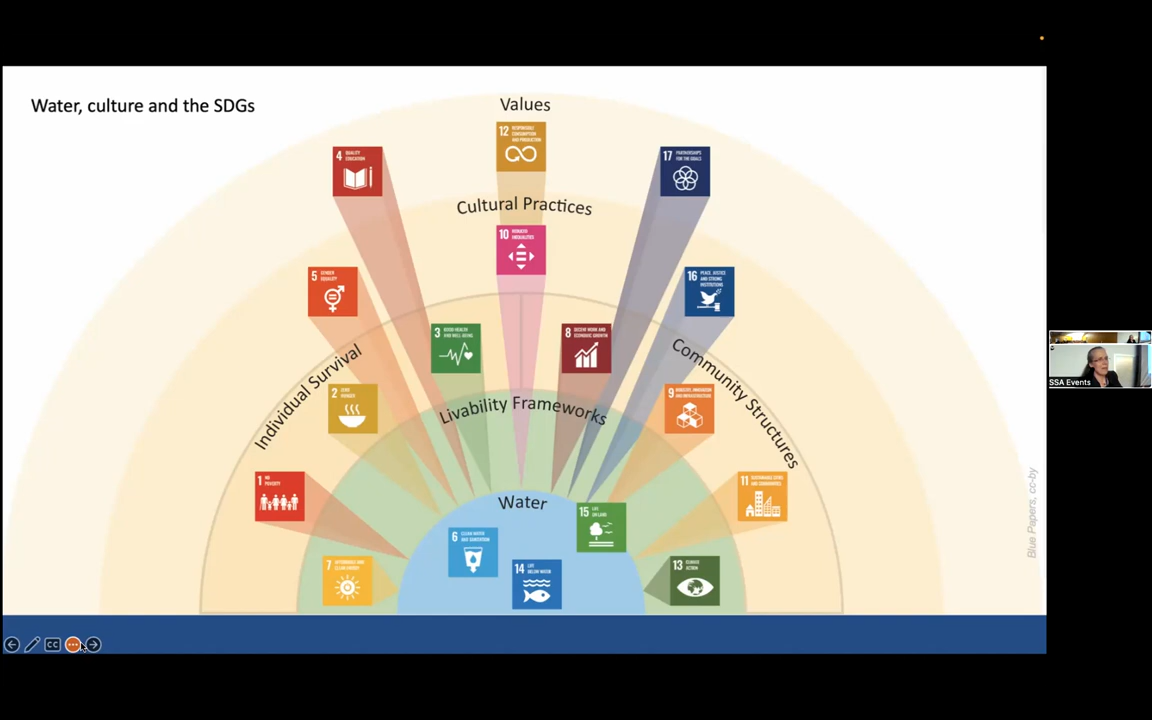 Water, culture and the SDGs
Values
12 RESPONSIBLE
CONSUMPTION
AND PRODUCTION
4 QUALITY
EDUCATION
17 PARTNERSHIPS
FOR THE GOALS
Cultural Practices
10 REDUCED
INEQUALITIES
5 GENDER
EQUALITY
16 PEACE, JUSTICE
AND STRONG
INSTITUTIONS
3 GOOD HEALTH
AND WELL-BEING
8 DECENT WORK AND
ECONOMIC GROWTH
Individual Survival
Community Structures
2 ZERO
HUNGER
Livability Frameworks
9 INDUSTRY, INNOVATION
AND INFRASTRUCTURE
1 NO
POVERTY
Water
11 SUSTAINABLE CITIES
AND COMMUNITIES
6 CLEAN WATER
AND SANITATION
15 LIFE
ON LAND
7 AFFORDABLE AND
CLEAN ENERGY
14 LIFE
BELOW WATER
13 CLIMATE
ACTION
Blue Papers, cc-by
SSA Events
CC